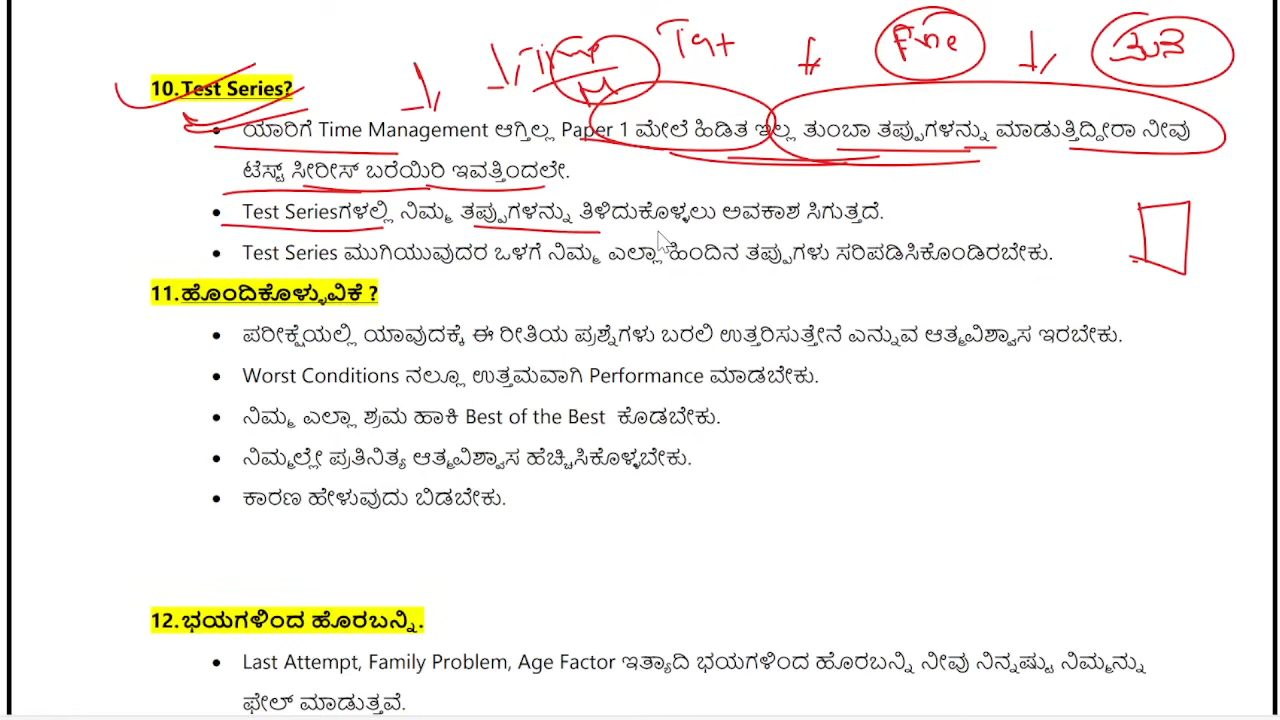 Time Test Fine ಮನೆ
M
10. Test Series?
• ಯಾರಿಗೆ Time Management ಆಗ್ತಿಲ್ಲ Paper 1 ಮೇಲೆ ಹಿಡಿತ ಇಲ್ಲ ತುಂಬಾ ತಪ್ಪುಗಳನ್ನು ಮಾಡುತ್ತಿದ್ವೀರಾ ನೀವು
ಟೆಸ್ಟ್ ಸೀರೀಸ್ ಬರೆಯಿರಿ ಇವತ್ತಿಂದಲೇ.
• Test Seriesಗಳಲ್ಲಿ ನಿಮ್ಮ ತಪ್ಪುಗಳನ್ನು ತಿಳಿದುಕೊಳ್ಳಲು ಅವಕಾಶ ಸಿಗುತ್ತದೆ.
• Test Series ಮುಗಿಯುವುದರ ಒಳಗೆ ನಿಮ್ಮ ಎಲ್ಲಾ ಹಿಂದಿನ ತಪ್ಪುಗಳು ಸರಿಪಡಿಸಿಕೊಂಡಿರಬೇಕು.
11. ಹೊಂದಿಕೊಳ್ಳುವಿಕೆ ?
• ಪರೀಕ್ಷೆಯಲ್ಲಿ ಯಾವುದಕ್ಕೆ ಈ ರೀತಿಯ ಪ್ರಶ್ನೆಗಳು ಬರಲಿ ಉತ್ತರಿಸುತ್ತೇನೆ ಎನ್ನುವ ಆತ್ಮವಿಶ್ವಾಸ ಇರಬೇಕು.
• Worst Conditions ನಲ್ಲೂ ಉತ್ತಮವಾಗಿ Performance ಮಾಡಬೇಕು.
• ನಿಮ್ಮ ಎಲ್ಲಾ ಶ್ರಮ ಹಾಕಿ Best of the Best ಕೊಡಬೇಕು.
• ನಿಮ್ಮಲ್ಲೇ ಪ್ರತಿನಿತ್ಯ ಆತ್ಮವಿಶ್ವಾಸ ಹೆಚ್ಚಿಸಿಕೊಳ್ಳಬೇಕು.
• ಕಾರಣ ಹೇಳುವುದು ಬಿಡಬೇಕು.
12. ಭಯಗಳಿಂದ ಹೊರಬನ್ನಿ.
• Last Attempt, Family Problem, Age Factor ಇತ್ಯಾದಿ ಭಯಗಳಿಂದ ಹೊರಬನ್ನಿ ನೀವು ನಿನ್ನಷ್ಟು ನಿಮ್ಮನ್ನು
ಫೇಲ್ ಮಾಡುತ್ತವೆ.